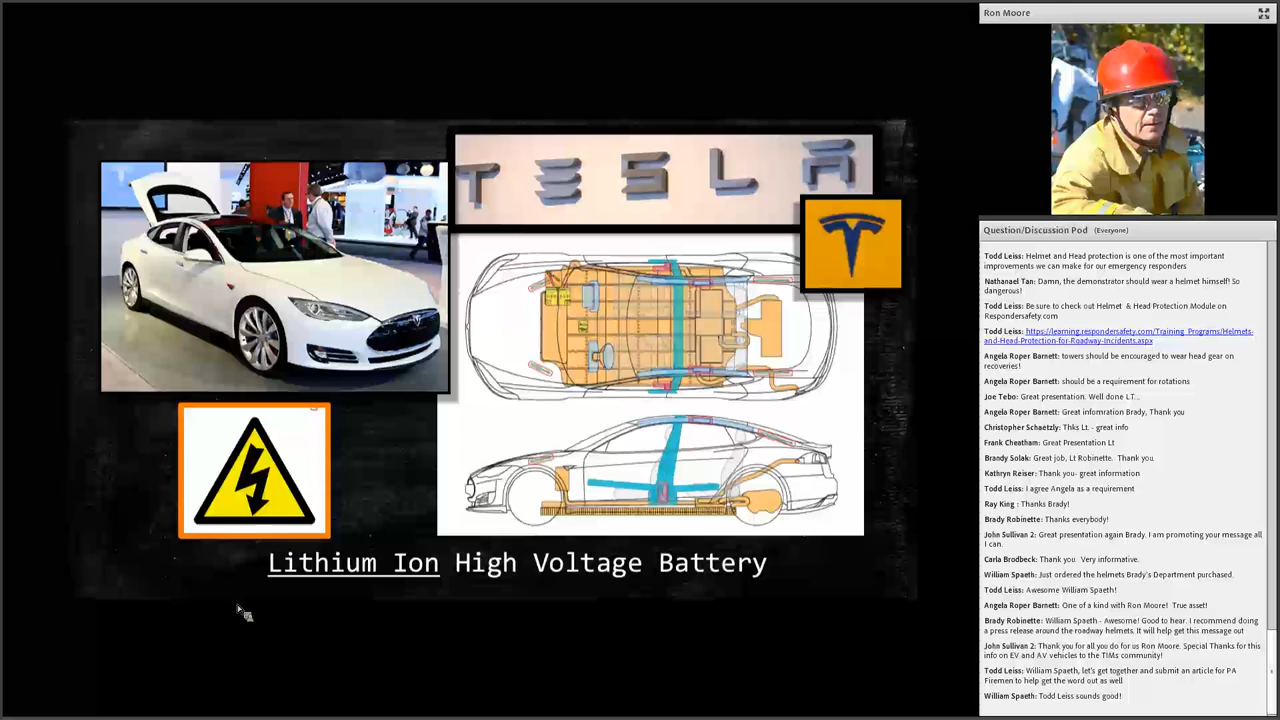 Ron Moore
TESLA
Lithium Ion High Voltage Battery
Question/Discussion Pod (Everyone)
Todd Leiss: Helmet and Head protection is one of the most important
improvements we can make for our emergency responders
Nathanael Tan: Damn, the demonstrator should wear a helmet himself! So
dangerous!
Todd Leiss: Be sure to check out Helmet & Head Protection Module on
Respondersafety.com
Todd Leiss: https://learning.respondersafety.com/Training_Programs/Helmets-
and-Head-Protection-for-Roadway-Incidents.aspx
Angela Roper Barnett: towers should be encouraged to wear head gear on
recoveries!
Angela Roper Barnett: should be a requirement for rotations
Joe Tebo: Great presentation. Well done LT...
Angela Roper Barnett: Great infomration Brady, Thank you
Christopher Schaetzly: Thks Lt. - great info
Frank Cheatham: Great Presentation Lt
Brandy Solak: Great job, Lt Robinette. Thank you.
Kathryn Reiser: Thank you- great information
Todd Leiss: I agree Angela as a requirement
Ray King : Thanks Brady!
Brady Robinette: Thanks everybody!
John Sullivan 2: Great presentation again Brady. I am promoting your message all
I can.
Carla Brodbeck: Thank you. Very informative.
William Spaeth: Just ordered the helmets Brady's Department purchased.
Todd Leiss: Awesome William Spaeth!
Angela Roper Barnett: One of a kind with Ron Moore! True asset!
Brady Robinette: William Spaeth - Awesome! Good to hear. I recommend doing
a press release around the roadway helmets. It will help get this message out
John Sullivan 2: Thank you for all you do for us Ron Moore. Special Thanks for this
info on EV and AV vehicles to the TIMs community!
Todd Leiss: William Spaeth, let's get together and submit an article for PA
Firemen to help get the word out as well
William Spaeth: Todd Leiss sounds good!